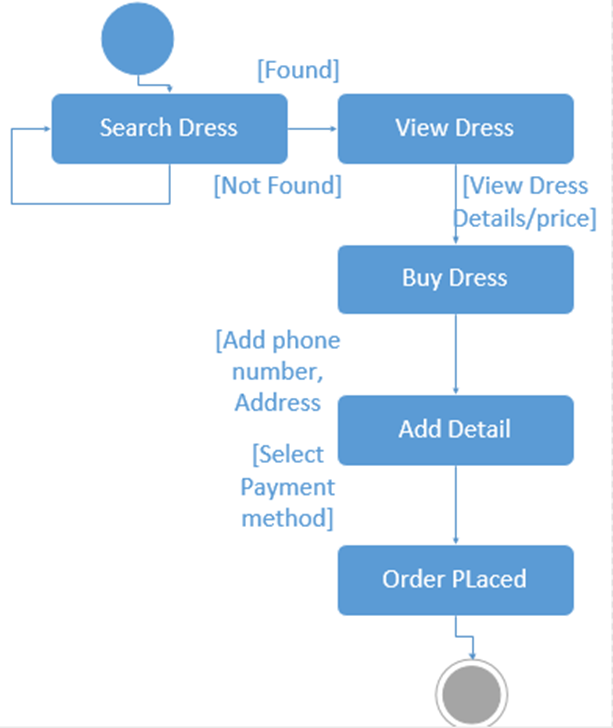 [Found]
Search Dress
View Dress
[Not Found]
[View Dress
Details/price]
Buy Dress
[Add phone
number,
Address
Add Detail
[Select
Payment
method]
Order PLaced